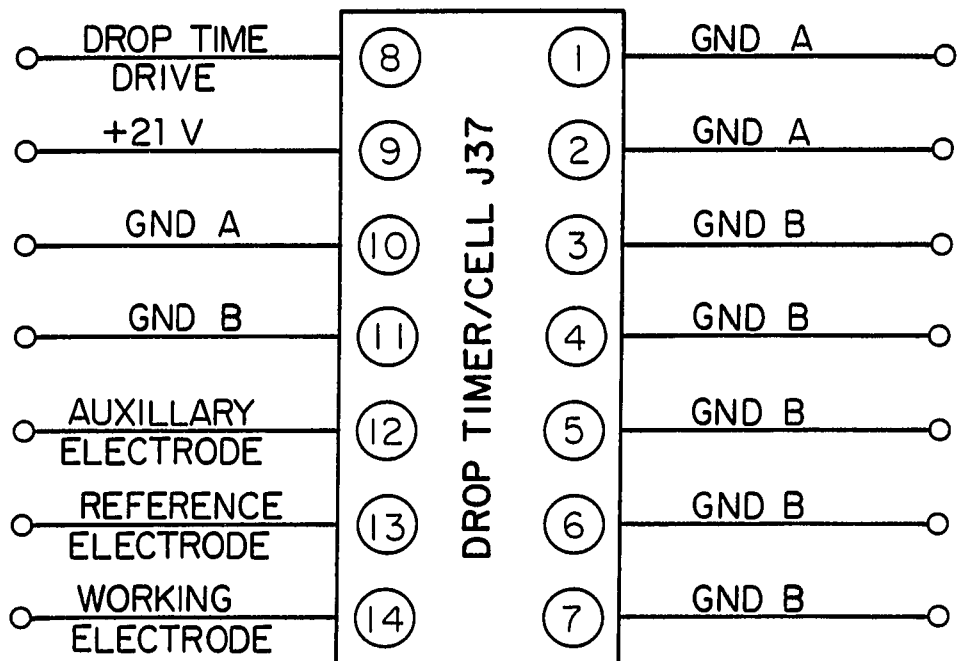 DROP TIME
DRIVE
8
1
GND A
+21 V
9
2
GND A
GND A
10
3
GND B
GND B
11
4
GND B
AUXILLARY
ELECTRODE
12
5
GND B
REFERENCE
ELECTRODE
13
6
GND B
WORKING
ELECTRODE
14
7
GND B
DROP TIMER/CELL J37